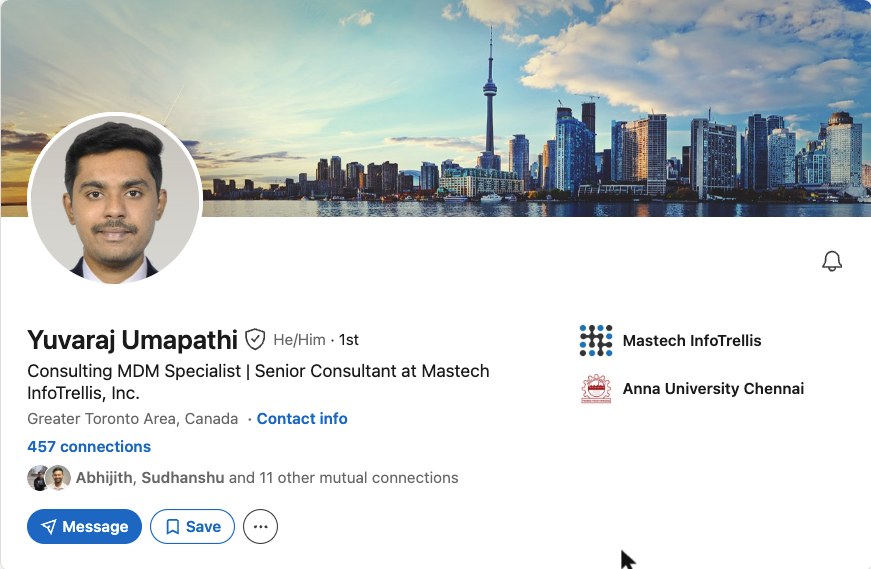 Yuvaraj Umapathi He/Him · 1st
Consulting MDM Specialist | Senior Consultant at Mastech
InfoTrellis, Inc.
Greater Toronto Area, Canada · Contact info
457 connections
Abhijith, Sudhanshu and 11 other mutual connections
Message Save
Mastech InfoTrellis
Anna University Chennai